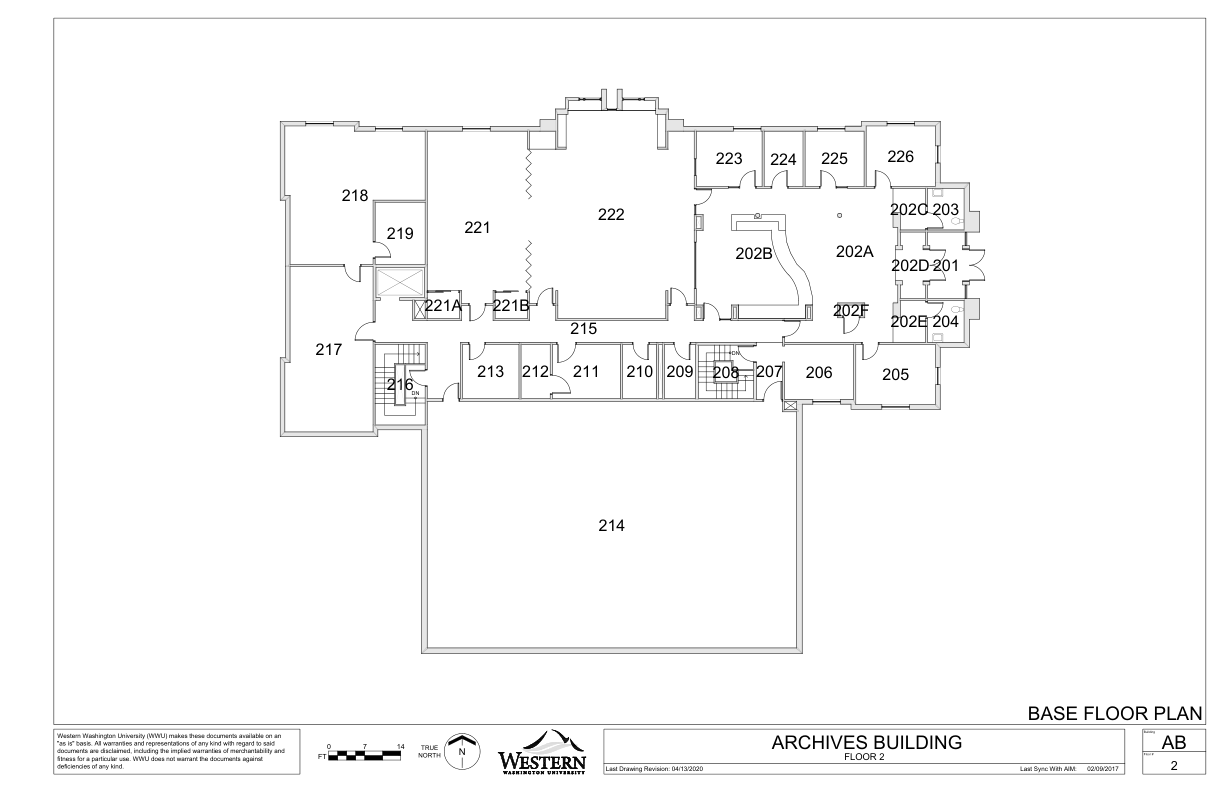 223
224
225
226
218
202C 203
222
219
221
202B
202A
202D 201
221A
221B
202F
202E 204
215
217
213
212
211
210
209
DN
208
207
206
205
216
DN
214
BASE FLOOR PLAN
Western Washington University (WWU) makes these documents available on an
"as is" basis. All warranties and representations of any kind with regard to said
documents are disclaimed, including the implied warranties of merchantability and
fitness for a particular use. WWU does not warrant the documents against
deficiencies of any kind.
0 7 14
FT
TRUE
NORTH
N
WESTERN
WASHINGTON UNIVERSITY
ARCHIVES BUILDING
FLOOR 2
Last Drawing Revision: 04/13/2020
Last Sync With AIM: 02/09/2017
Building
AB
2